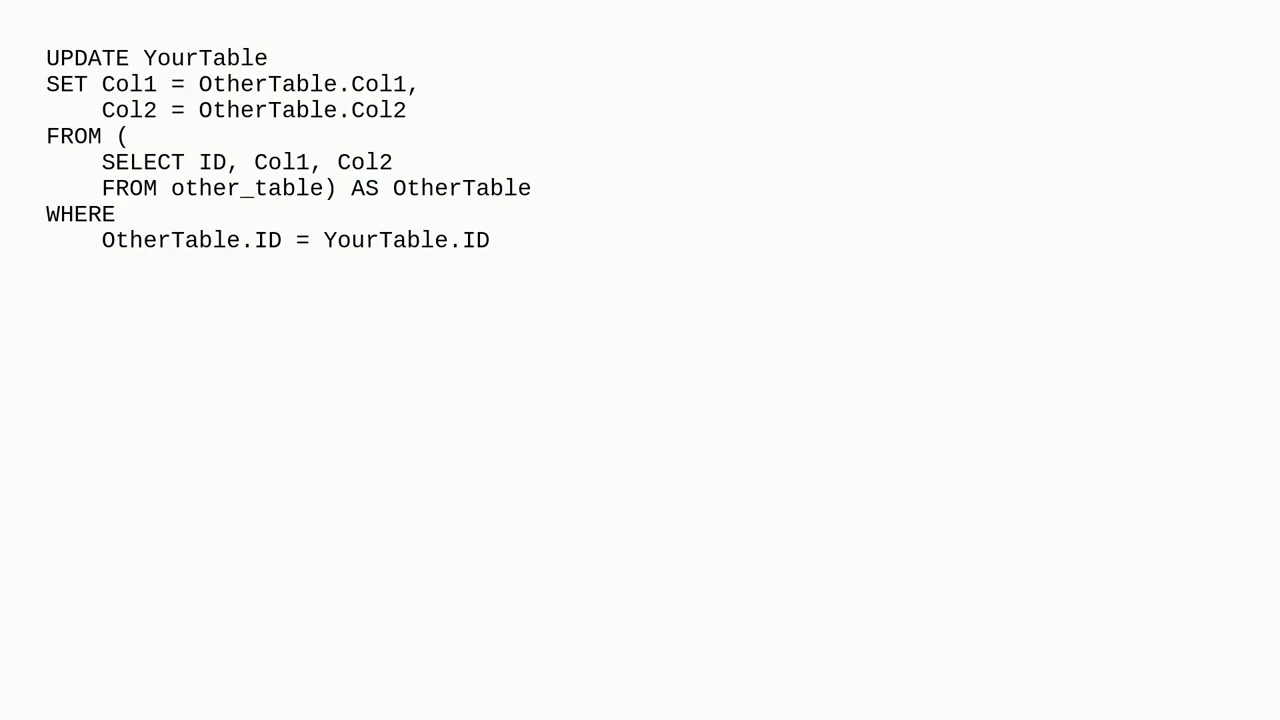 UPDATE YourTable
SET Col1 = OtherTable.Col1,
    Col2 = OtherTable.Col2
FROM (
    SELECT ID, Col1, Col2
    FROM other_table) AS OtherTable
WHERE
    OtherTable.ID = YourTable.ID